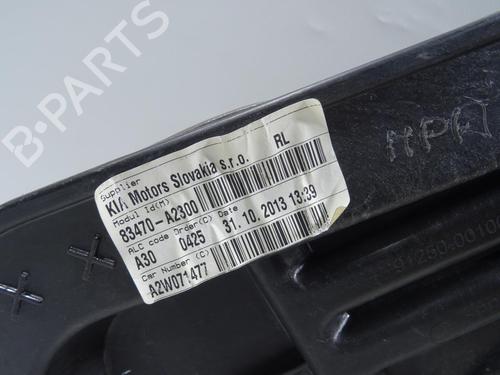 B-PARTS
Supplier
KIA Motors Slovakia s.r.o. RL
Modul Id(M)
83470-A2300
ALC code Order(C) Date
A30 0425 31.10.2013 13:39
Car Number (C)
A2W071477